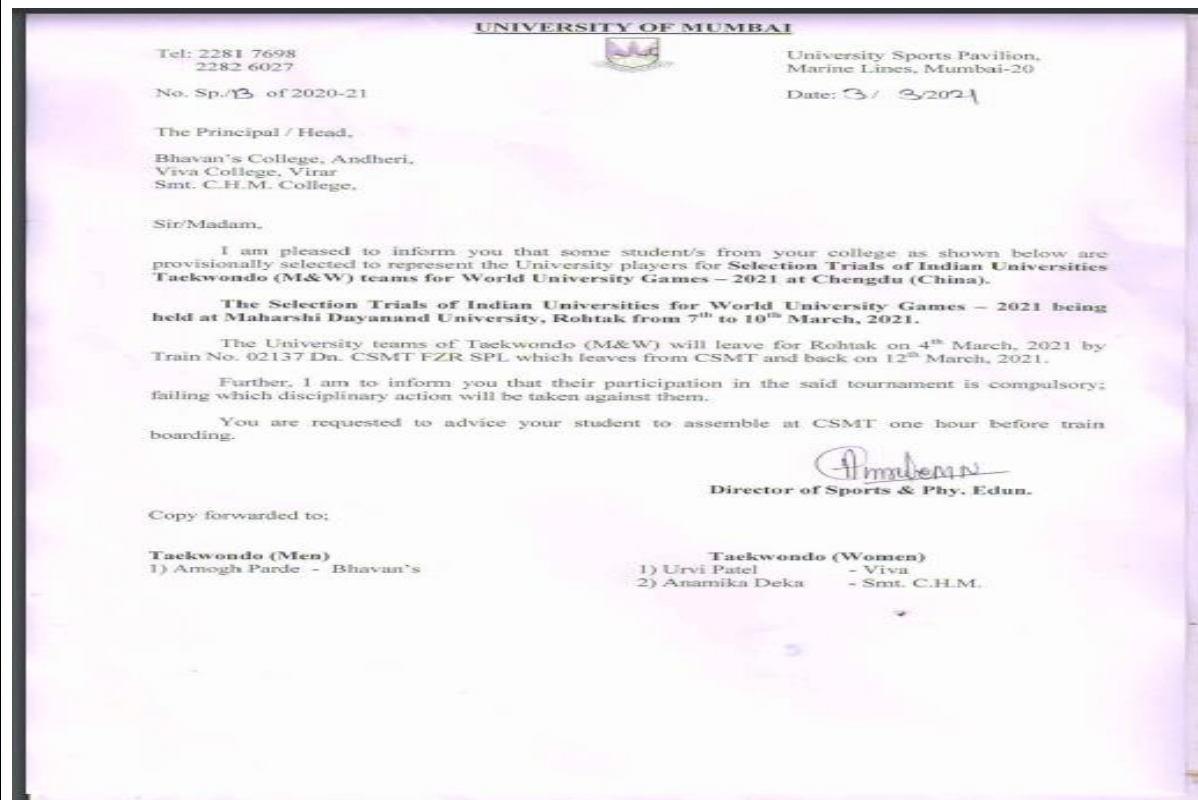 UNIVERSITY OF MUMBAI
Tel: 2281 7698
2282 6027
University Sports Pavilion,
Marine Lines, Mumbai-20
No. Sp./13 of 2020-21
Date: 3/ 3/2021
The Principal / Head,
Bhavan's College, Andheri,
Viva College, Virar
Smt. C.H.M. College,
Sir/Madam,
I am pleased to inform you that some student/s from your college as shown below are
provisionally selected to represent the University players for Selection Trials of Indian Universities
Taekwondo (M&W) teams for World University Games – 2021 at Chengdu (China).
The Selection Trials of Indian Universities for World University Games – 2021 being
held at Maharshi Dayanand University, Rohtak from 7th to 10th March, 2021.
The University teams of Taekwondo (M&W) will leave for Rohtak on 4th March, 2021 by
Train No. 02137 Dn. CSMT FZR SPL which leaves from CSMT and back on 12th March, 2021.
Further, I am to inform you that their participation in the said tournament is compulsory;
failing which disciplinary action will be taken against them.
You are requested to advice your student to assemble at CSMT one hour before train
boarding.
Director of Sports & Phy. Edun.
Copy forwarded to;
Taekwondo (Men)
1) Amogh Parde - Bhavan's
Taekwondo (Women)
1) Urvi Patel - Viva
2) Anamika Deka - Smt. C.H.M.